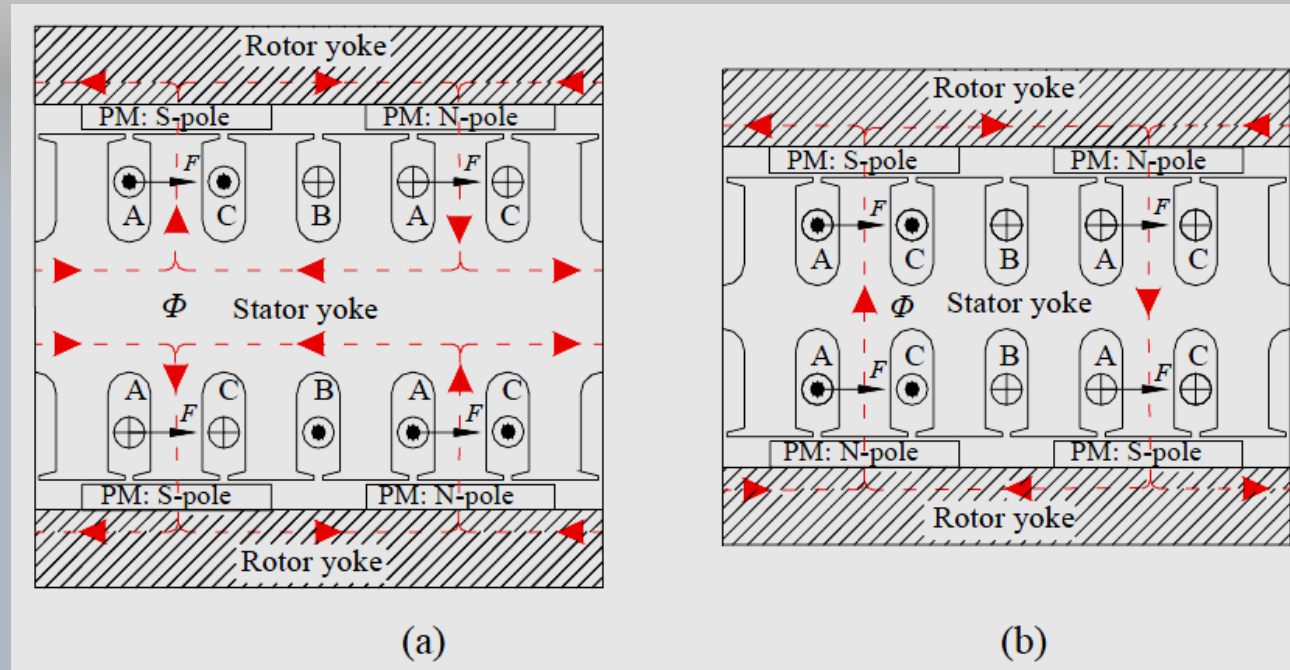 Rotor yoke
PM: S-pole PM: N-pole
F F
A C B A C
Φ Stator yoke
A C B A C
F F
PM: S-pole PM: N-pole
Rotor yoke
(a)
Rotor yoke
PM: S-pole PM: N-pole
F F
A C B A C
Φ Stator yoke
A C B A C
F F
PM: N-pole PM: S-pole
Rotor yoke
(b)